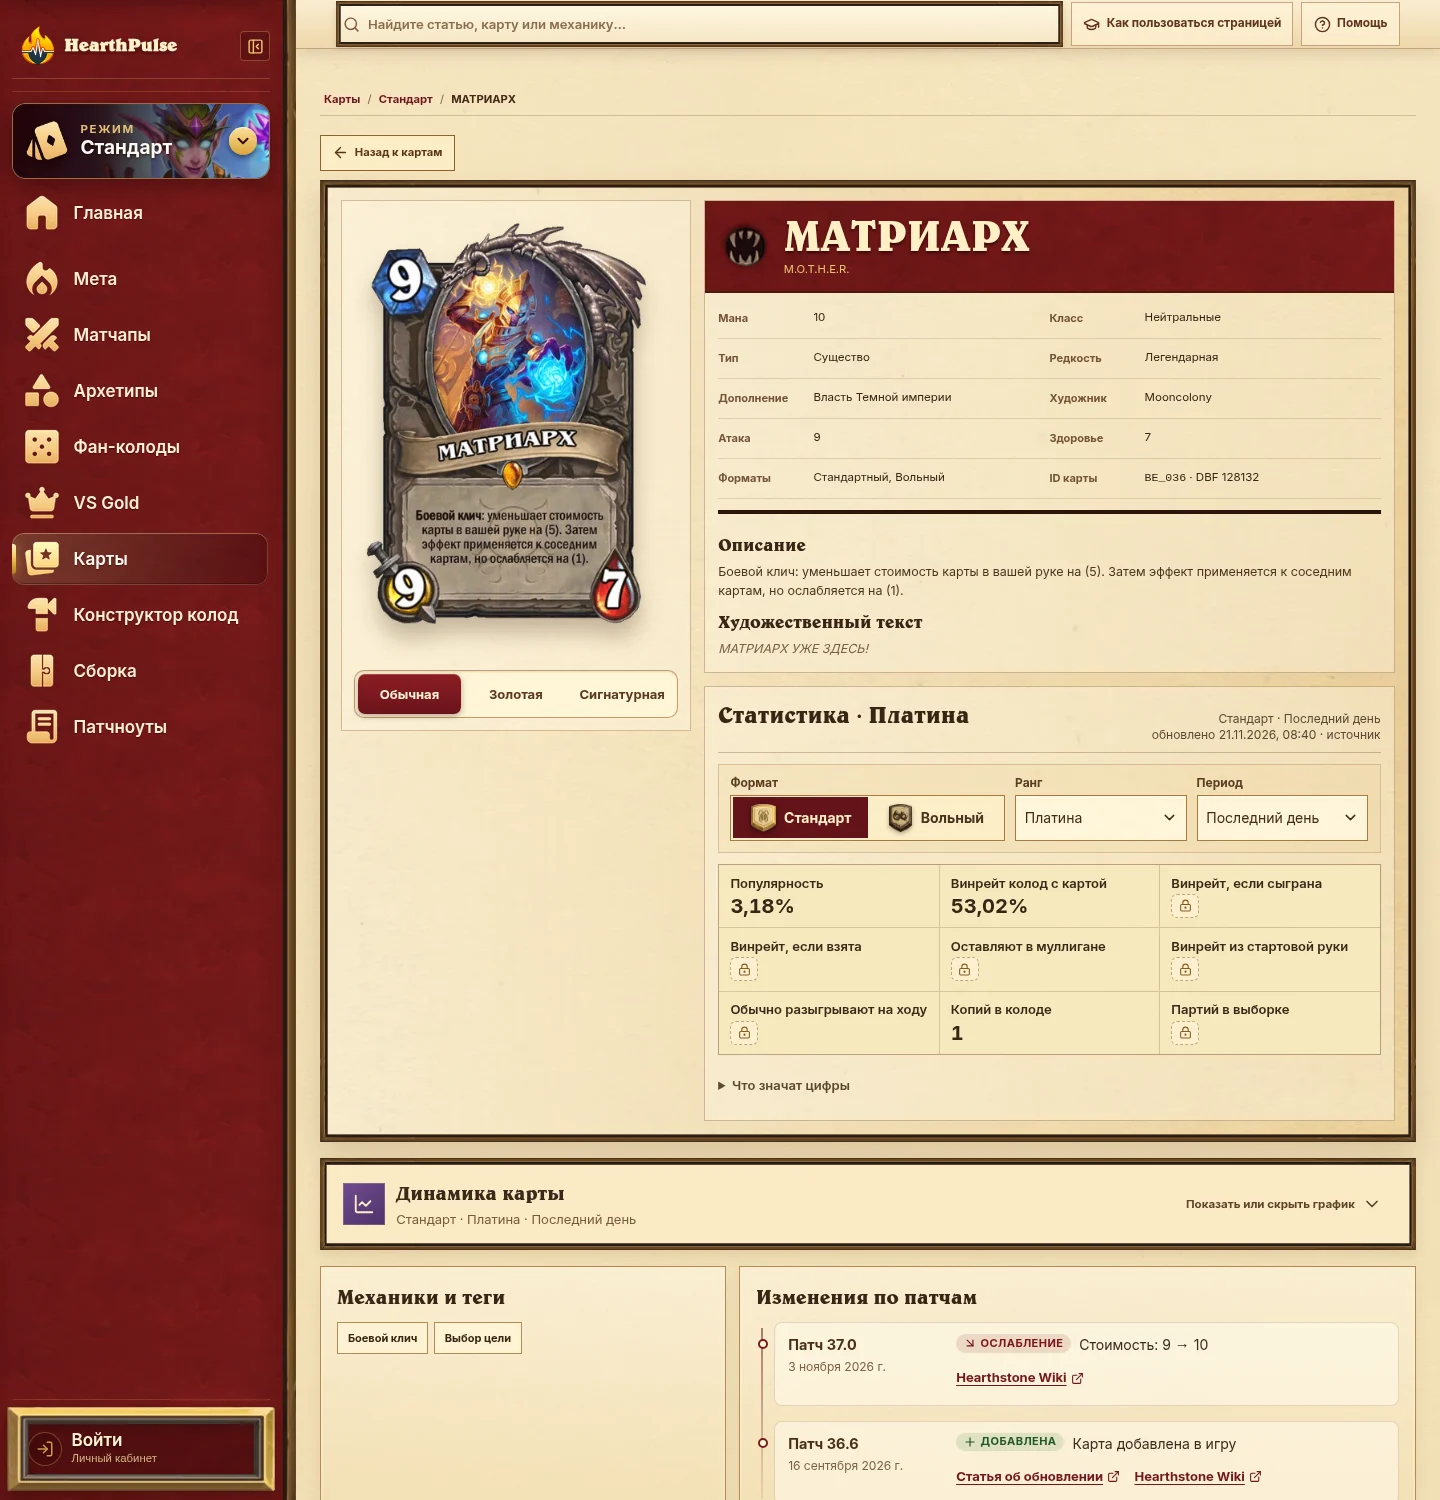 HearthPulse
Найдите статью, карту или механику...
Как пользоваться страницей
Помощь
РЕЖИМ
Стандарт
Главная
Мета
Матчапы
Архетипы
Фан-колоды
VS Gold
Карты
Конструктор колод
Сборка
Патчноуты
Войти
Личный кабинет
Карты / Стандарт / МАТРИАРХ
Назад к картам
9
МАТРИАРХ
Боевой клич: уменьшает стоимость
карты в вашей руке на (5). Затем
эффект применяется к соседним
картам, но ослабляется на (1).
9
7
Обычная
Золотая
Сигнатурная
МАТРИАРХ
M.O.T.H.E.R.
Мана 10 Класс Нейтральные
Тип Существо Редкость Легендарная
Дополнение Власть Темной империи Художник Mooncolony
Атака 9 Здоровье 7
Форматы Стандартный, Вольный ID карты BE_036 · DBF 128132
Описание
Боевой клич: уменьшает стоимость карты в вашей руке на (5). Затем эффект применяется к соседним
картам, но ослабляется на (1).
Художественный текст
МАТРИАРХ УЖЕ ЗДЕСЬ!
Статистика · Платина
Стандарт · Последний день
обновлено 21.11.2026, 08:40 · источник
Формат Ранг Период
Стандарт Вольный Платина Последний день
Популярность Винрейт колод с картой Винрейт, если сыграна
3,18% 53,02%
Винрейт, если взята Оставляют в муллигане Винрейт из стартовой руки
Обычно разыгрывают на ходу Копий в колоде Партий в выборке
1
Что значат цифры
Динамика карты
Стандарт · Платина · Последний день
Показать или скрыть график
Механики и теги
Боевой клич Выбор цели
Изменения по патчам
Патч 37.0
3 ноября 2026 г.
ОСЛАБЛЕНИЕ Стоимость: 9 → 10
Hearthstone Wiki
Патч 36.6
16 сентября 2026 г.
ДОБАВЛЕНА Карта добавлена в игру
Статья об обновлении Hearthstone Wiki